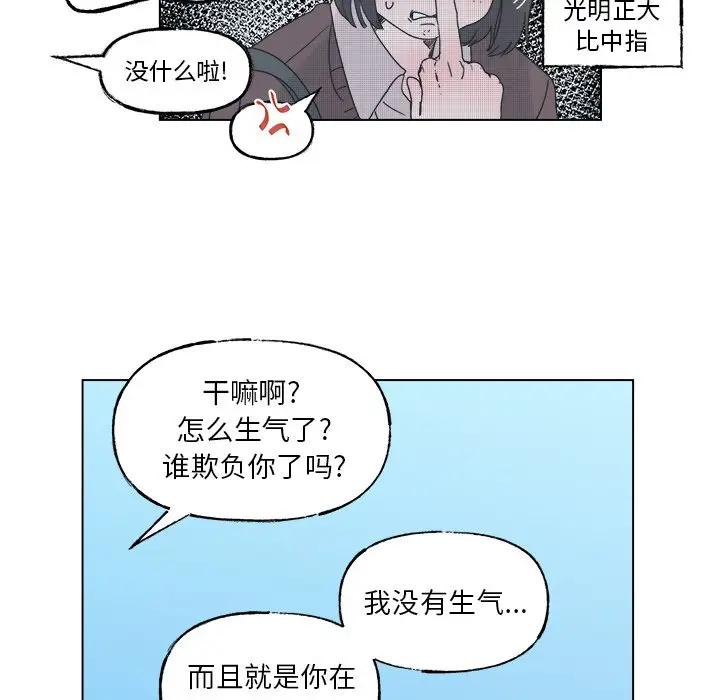 光明正大
比中指
没什么啦!
干嘛啊?
怎么生气了?
谁欺负你了吗?
我没有生气...
而且就是你在